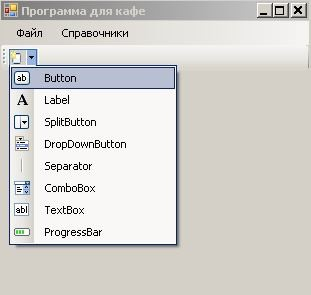 Программа для кафе
Файл Справочники
Button
Label
SplitButton
DropDownButton
Separator
ComboBox
TextBox
ProgressBar